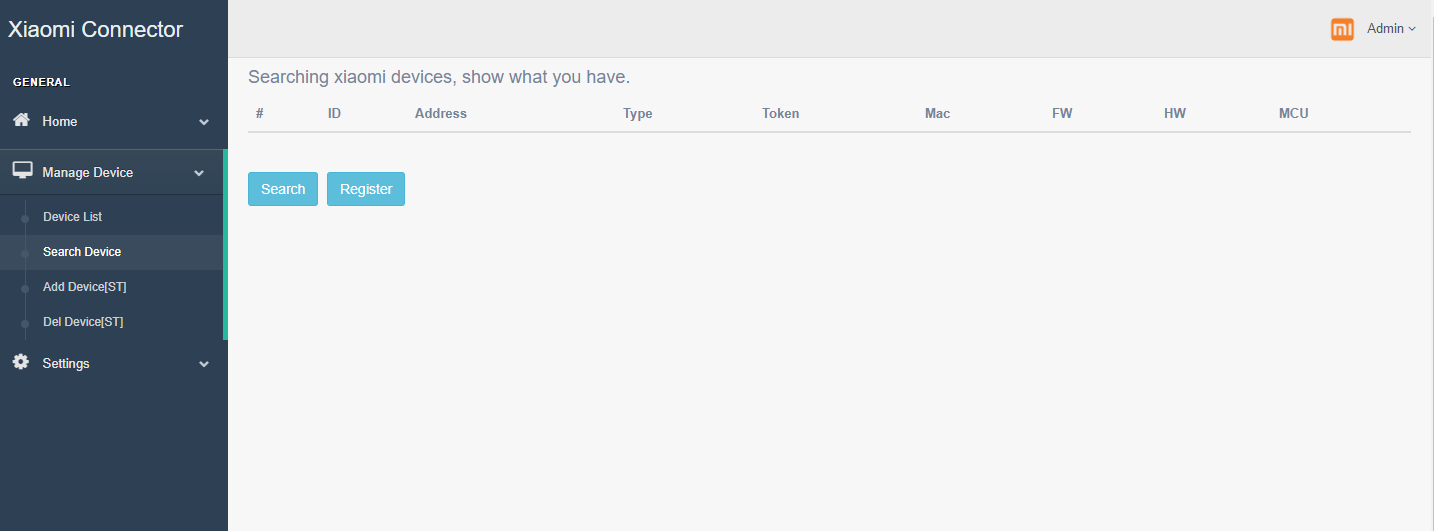 Xiaomi Connector
mi
Admin
GENERAL
Searching xiaomi devices, show what you have.
# ID Address Type Token Mac FW HW MCU
Home
Manage Device
Search Register
Device List
Search Device
Add Device[ST]
Del Device[ST]
Settings